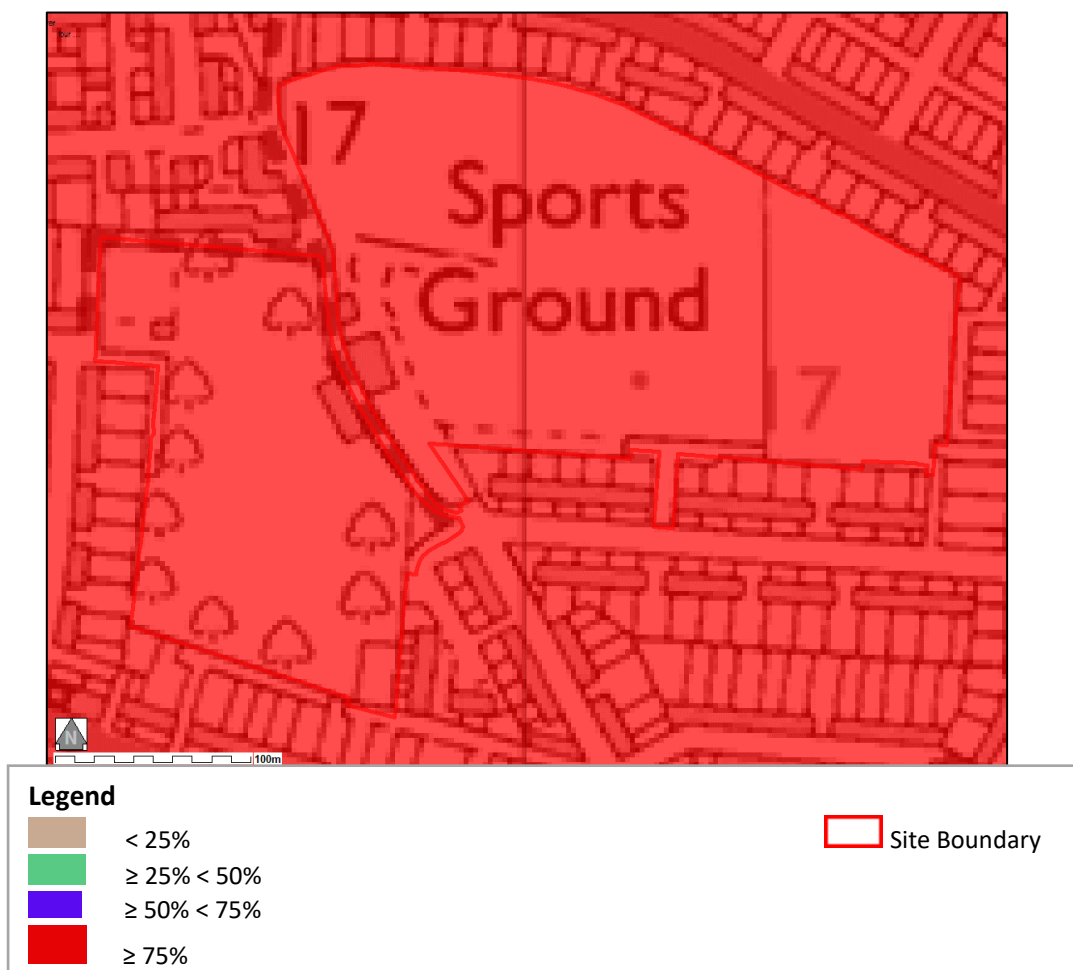 17
Sports
Ground
17
N
100m
Legend
< 25%
≥ 25% < 50%
≥ 50% < 75%
≥ 75%
Site Boundary